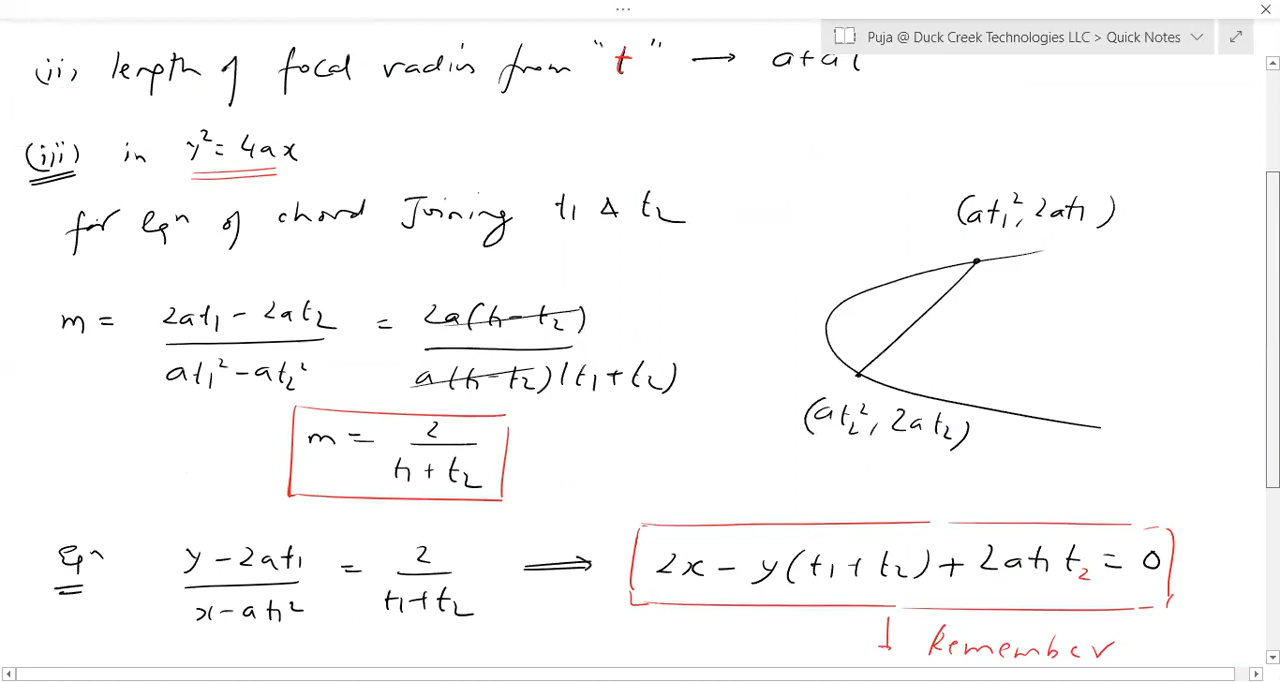 Puja @ Duck Creek Technologies LLC > Quick Notes
(ii) length of focal radius from "t" → a+at
(iii) in y² = 4ax
for Eqn of chord Joining t₁ & t₂
(at₁², 2at₁)
m = (2at₁ - 2at₂)/(at₁² - at₂²) = 2a(t₁ - t₂)/a(t₁ - t₂)(t₁ + t₂)
(at₂², 2at₂)
m = 2/(t₁ + t₂)
Eqn (y - 2at₁)/(x - at₁²) = 2/(t₁ + t₂) ⟹ 2x - y(t₁ + t₂) + 2at₁t₂ = 0
↓ Remember